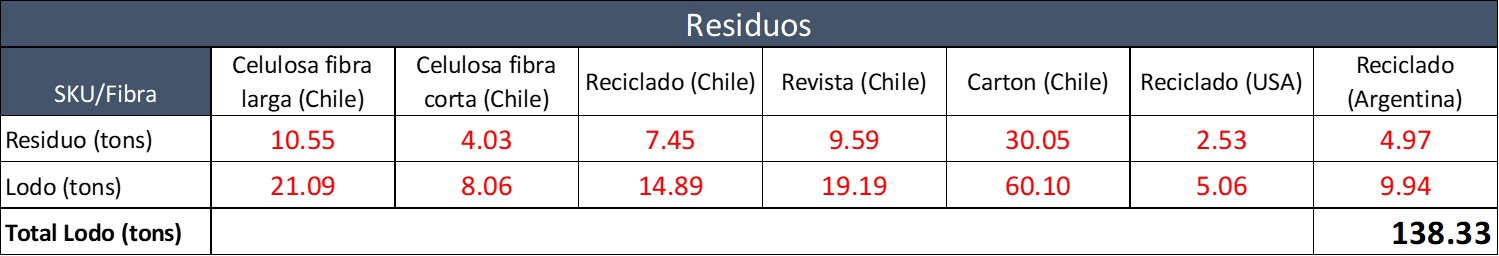 Residuos
SKU/Fibra
Celulosa fibra
larga (Chile)
Celulosa fibra
corta (Chile)
Reciclado (Chile)
Revista (Chile)
Carton (Chile)
Reciclado (USA)
Reciclado
(Argentina)
Residuo (tons) 10.55 4.03 7.45 9.59 30.05 2.53 4.97
Lodo (tons) 21.09 8.06 14.89 19.19 60.10 5.06 9.94
Total Lodo (tons) 138.33